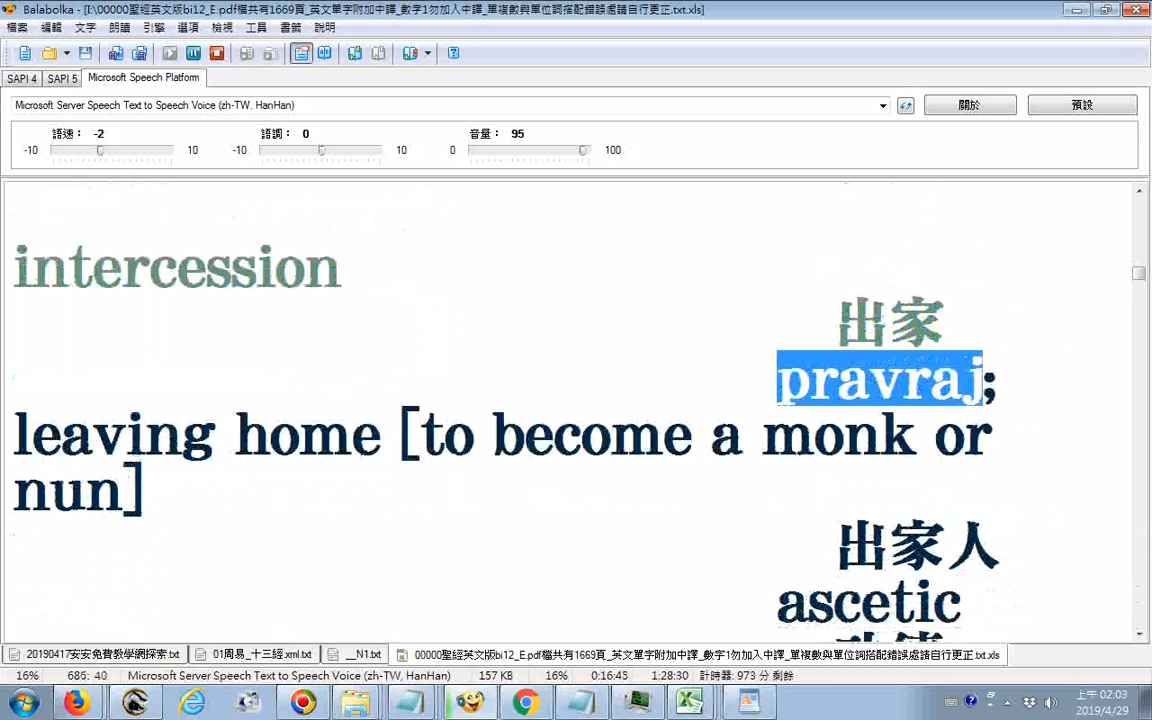 Balabolka - [I:\00000聖經英文版bi12_E.pdf檔共有1669頁_英文單字附加中譯_數字1勿加入中譯_單複數與單位詞搭配錯誤處請自行更正.txt.xls]
檔案 編輯 文字 朗讀 引擎 選項 檢視 工具 書籤 說明
SAPI 4 SAPI 5 Microsoft Speech Platform
Microsoft Server Speech Text to Speech Voice (zh-TW, HanHan) 關於 預設
語速： -2 語調： 0 音量： 95
-10 10 -10 10 0 100
intercession
出家
pravraj;
leaving home [to become a monk or
nun]
出家人
ascetic
20190417安安免費教學網探索.txt 01周易_十三經.xml.txt __N1.txt 00000聖經英文版bi12_E.pdf檔共有1669頁_英文單字附加中譯_數字1勿加入中譯_單複數與單位詞搭配錯誤處請自行更正.txt.xls
16% 685: 40 Microsoft Server Speech Text to Speech Voice (zh-TW, HanHan) 157 KB 16% 0:16:43 1:28:30 計時器: 973 分 剩餘
上午 02:03
2019/4/29